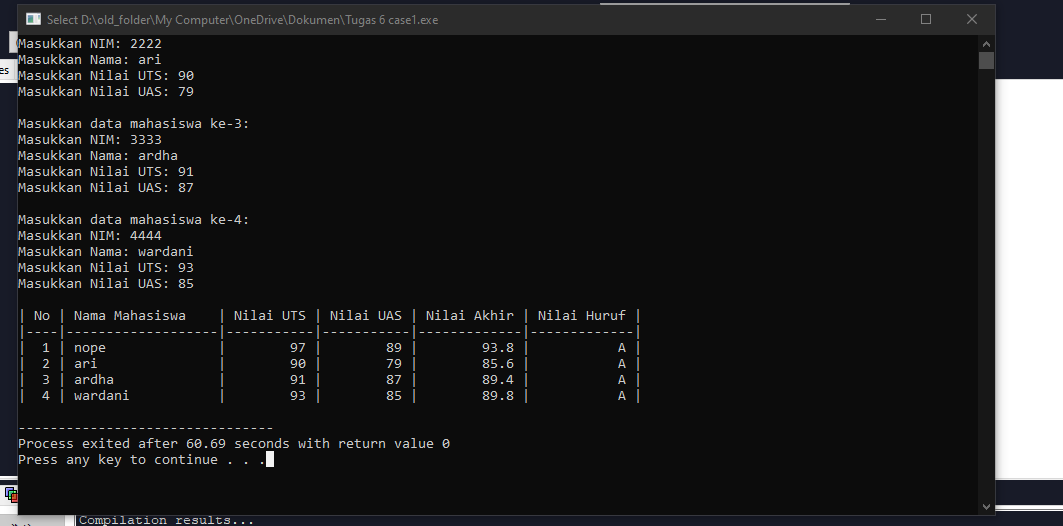 Select D:\old_folder\My Computer\OneDrive\Dokumen\Tugas 6 case1.exe
Masukkan NIM: 2222
Masukkan Nama: ari
Masukkan Nilai UTS: 90
Masukkan Nilai UAS: 79
Masukkan data mahasiswa ke-3:
Masukkan NIM: 3333
Masukkan Nama: ardha
Masukkan Nilai UTS: 91
Masukkan Nilai UAS: 87
Masukkan data mahasiswa ke-4:
Masukkan NIM: 4444
Masukkan Nama: wardani
Masukkan Nilai UTS: 93
Masukkan Nilai UAS: 85
| No | Nama Mahasiswa    | Nilai UTS | Nilai UAS | Nilai Akhir | Nilai Huruf |
|----|-------------------|-----------|-----------|-------------|-------------|
|  1 | nope              |        97 |        89 |        93.8 |           A |
|  2 | ari               |        90 |        79 |        85.6 |           A |
|  3 | ardha             |        91 |        87 |        89.4 |           A |
|  4 | wardani           |        93 |        85 |        89.8 |           A |
--------------------------------
Process exited after 60.69 seconds with return value 0
Press any key to continue . . .
Compilation results...